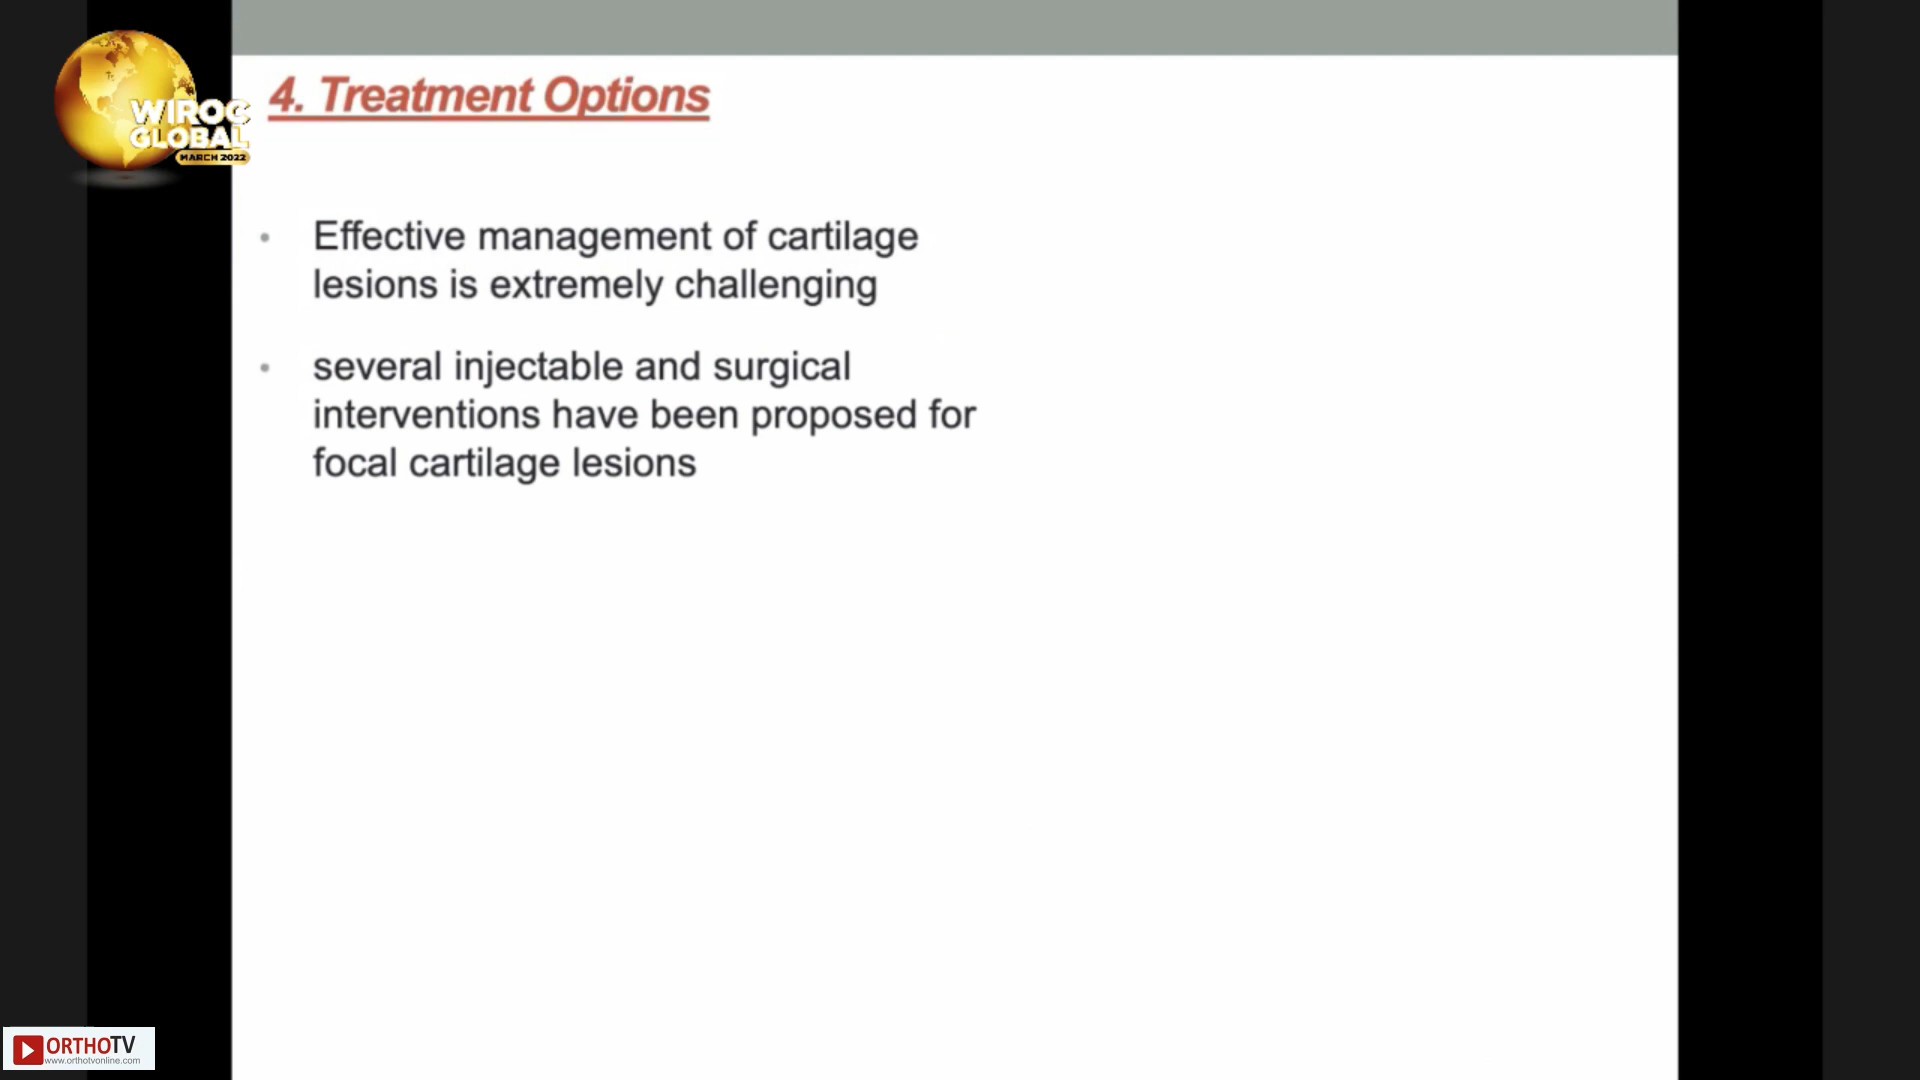 WIROC
GLOBAL
MARCH 2022
4. Treatment Options
• Effective management of cartilage
lesions is extremely challenging
• several injectable and surgical
interventions have been proposed for
focal cartilage lesions
ORTHOTV
www.orthotvonline.com